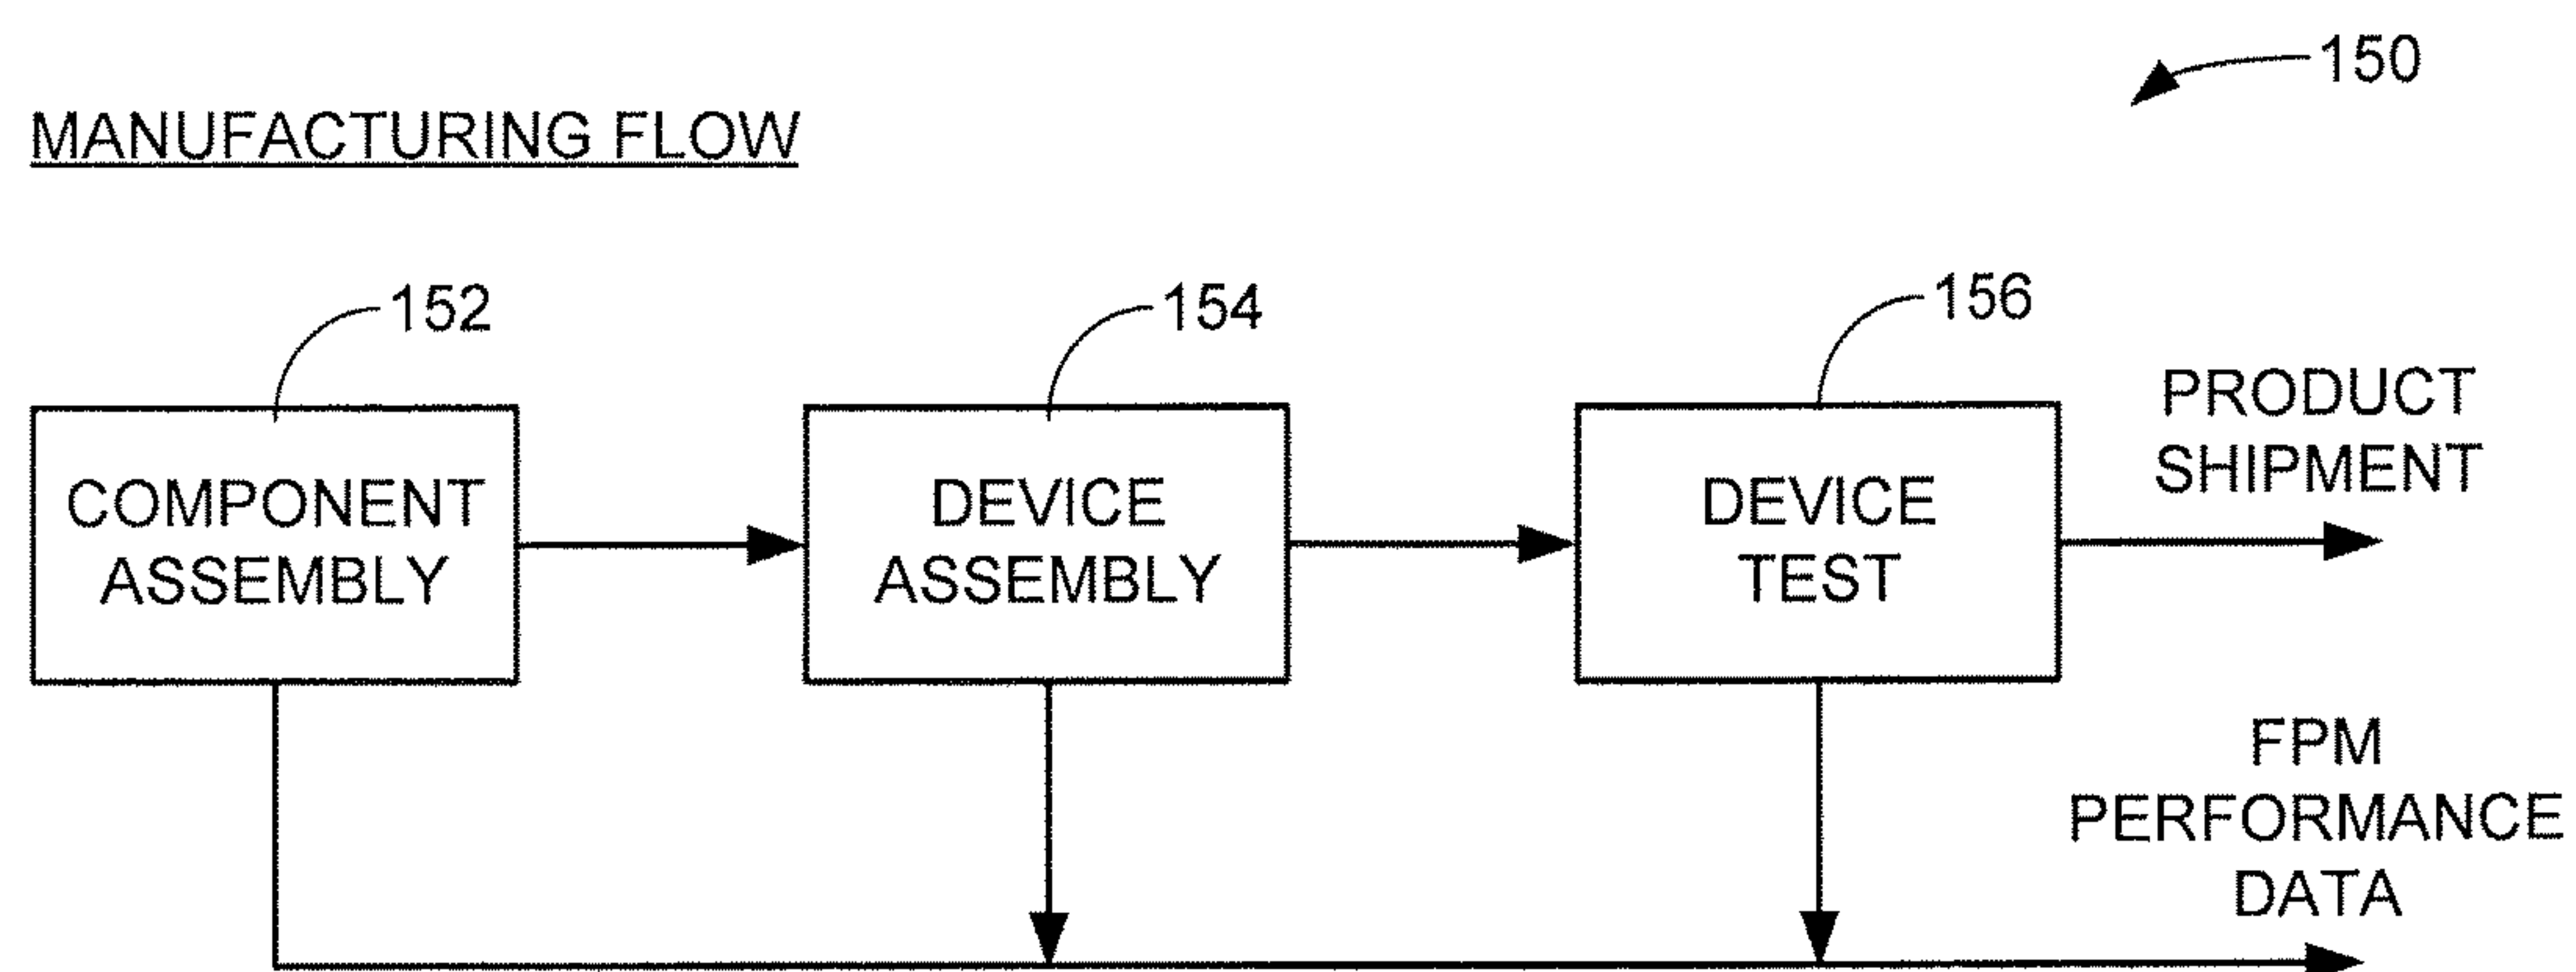 150
MANUFACTURING FLOW
152
154
156
COMPONENT
ASSEMBLY
DEVICE
ASSEMBLY
DEVICE
TEST
PRODUCT
SHIPMENT
FPM
PERFORMANCE
DATA